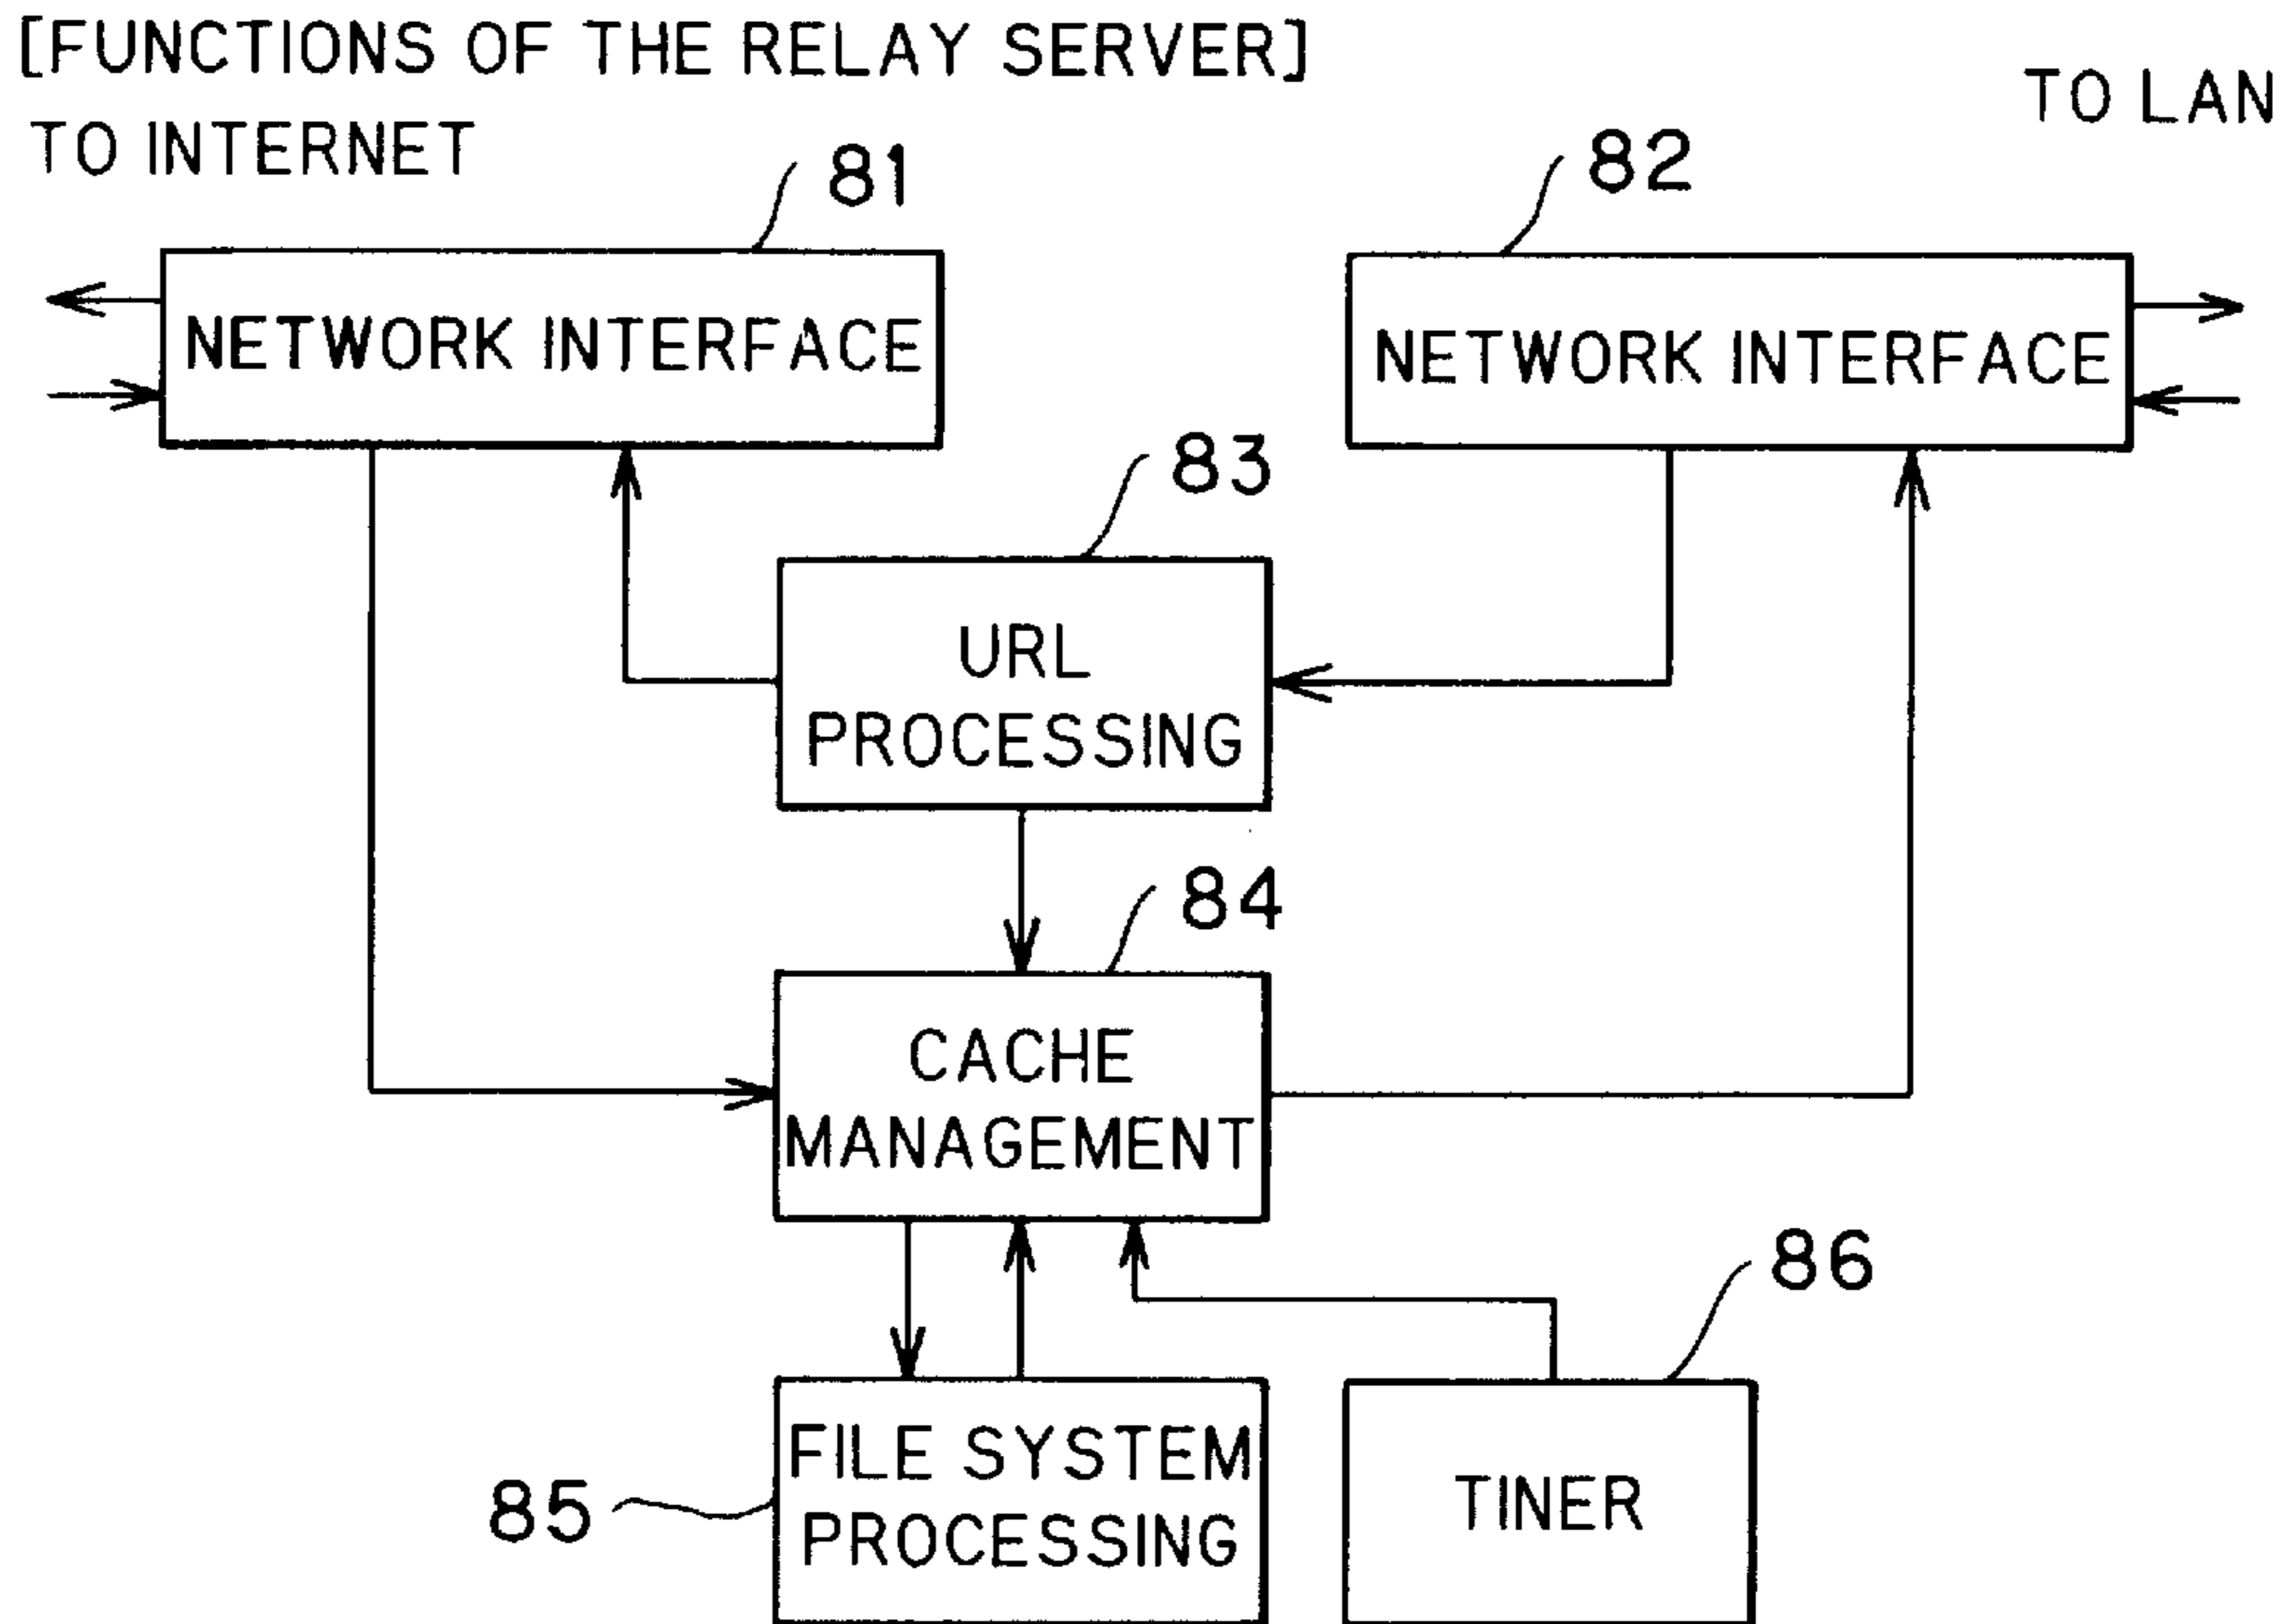 [FUNCTIONS OF THE RELAY SERVER]
TO INTERNET
TO LAN
81
82
NETWORK INTERFACE
NETWORK INTERFACE
83
URL
PROCESSING
84
CACHE
MANAGEMENT
86
FILE SYSTEM
PROCESSING
85
TINER